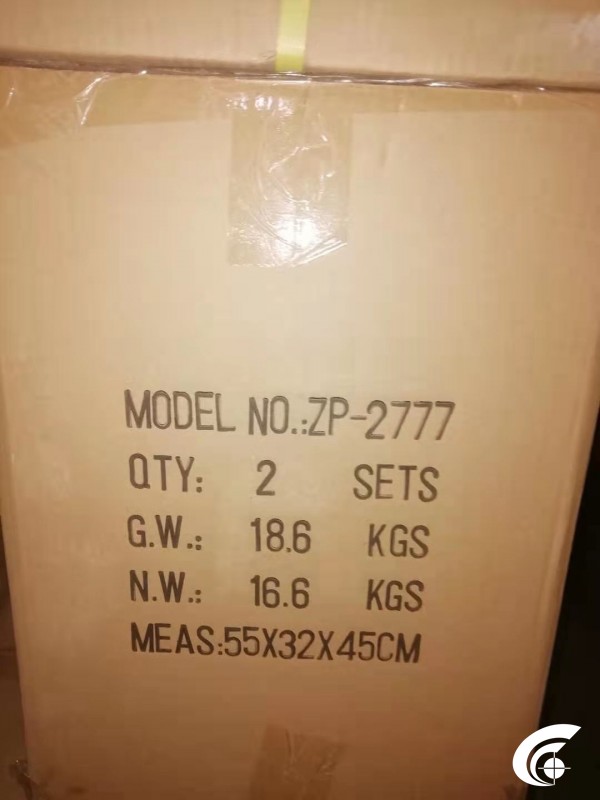 MODEL NO.:ZP-2777
QTY: 2 SETS
G.W.: 18.6 KGS
N.W.: 16.6 KGS
MEAS:55X32X45CM